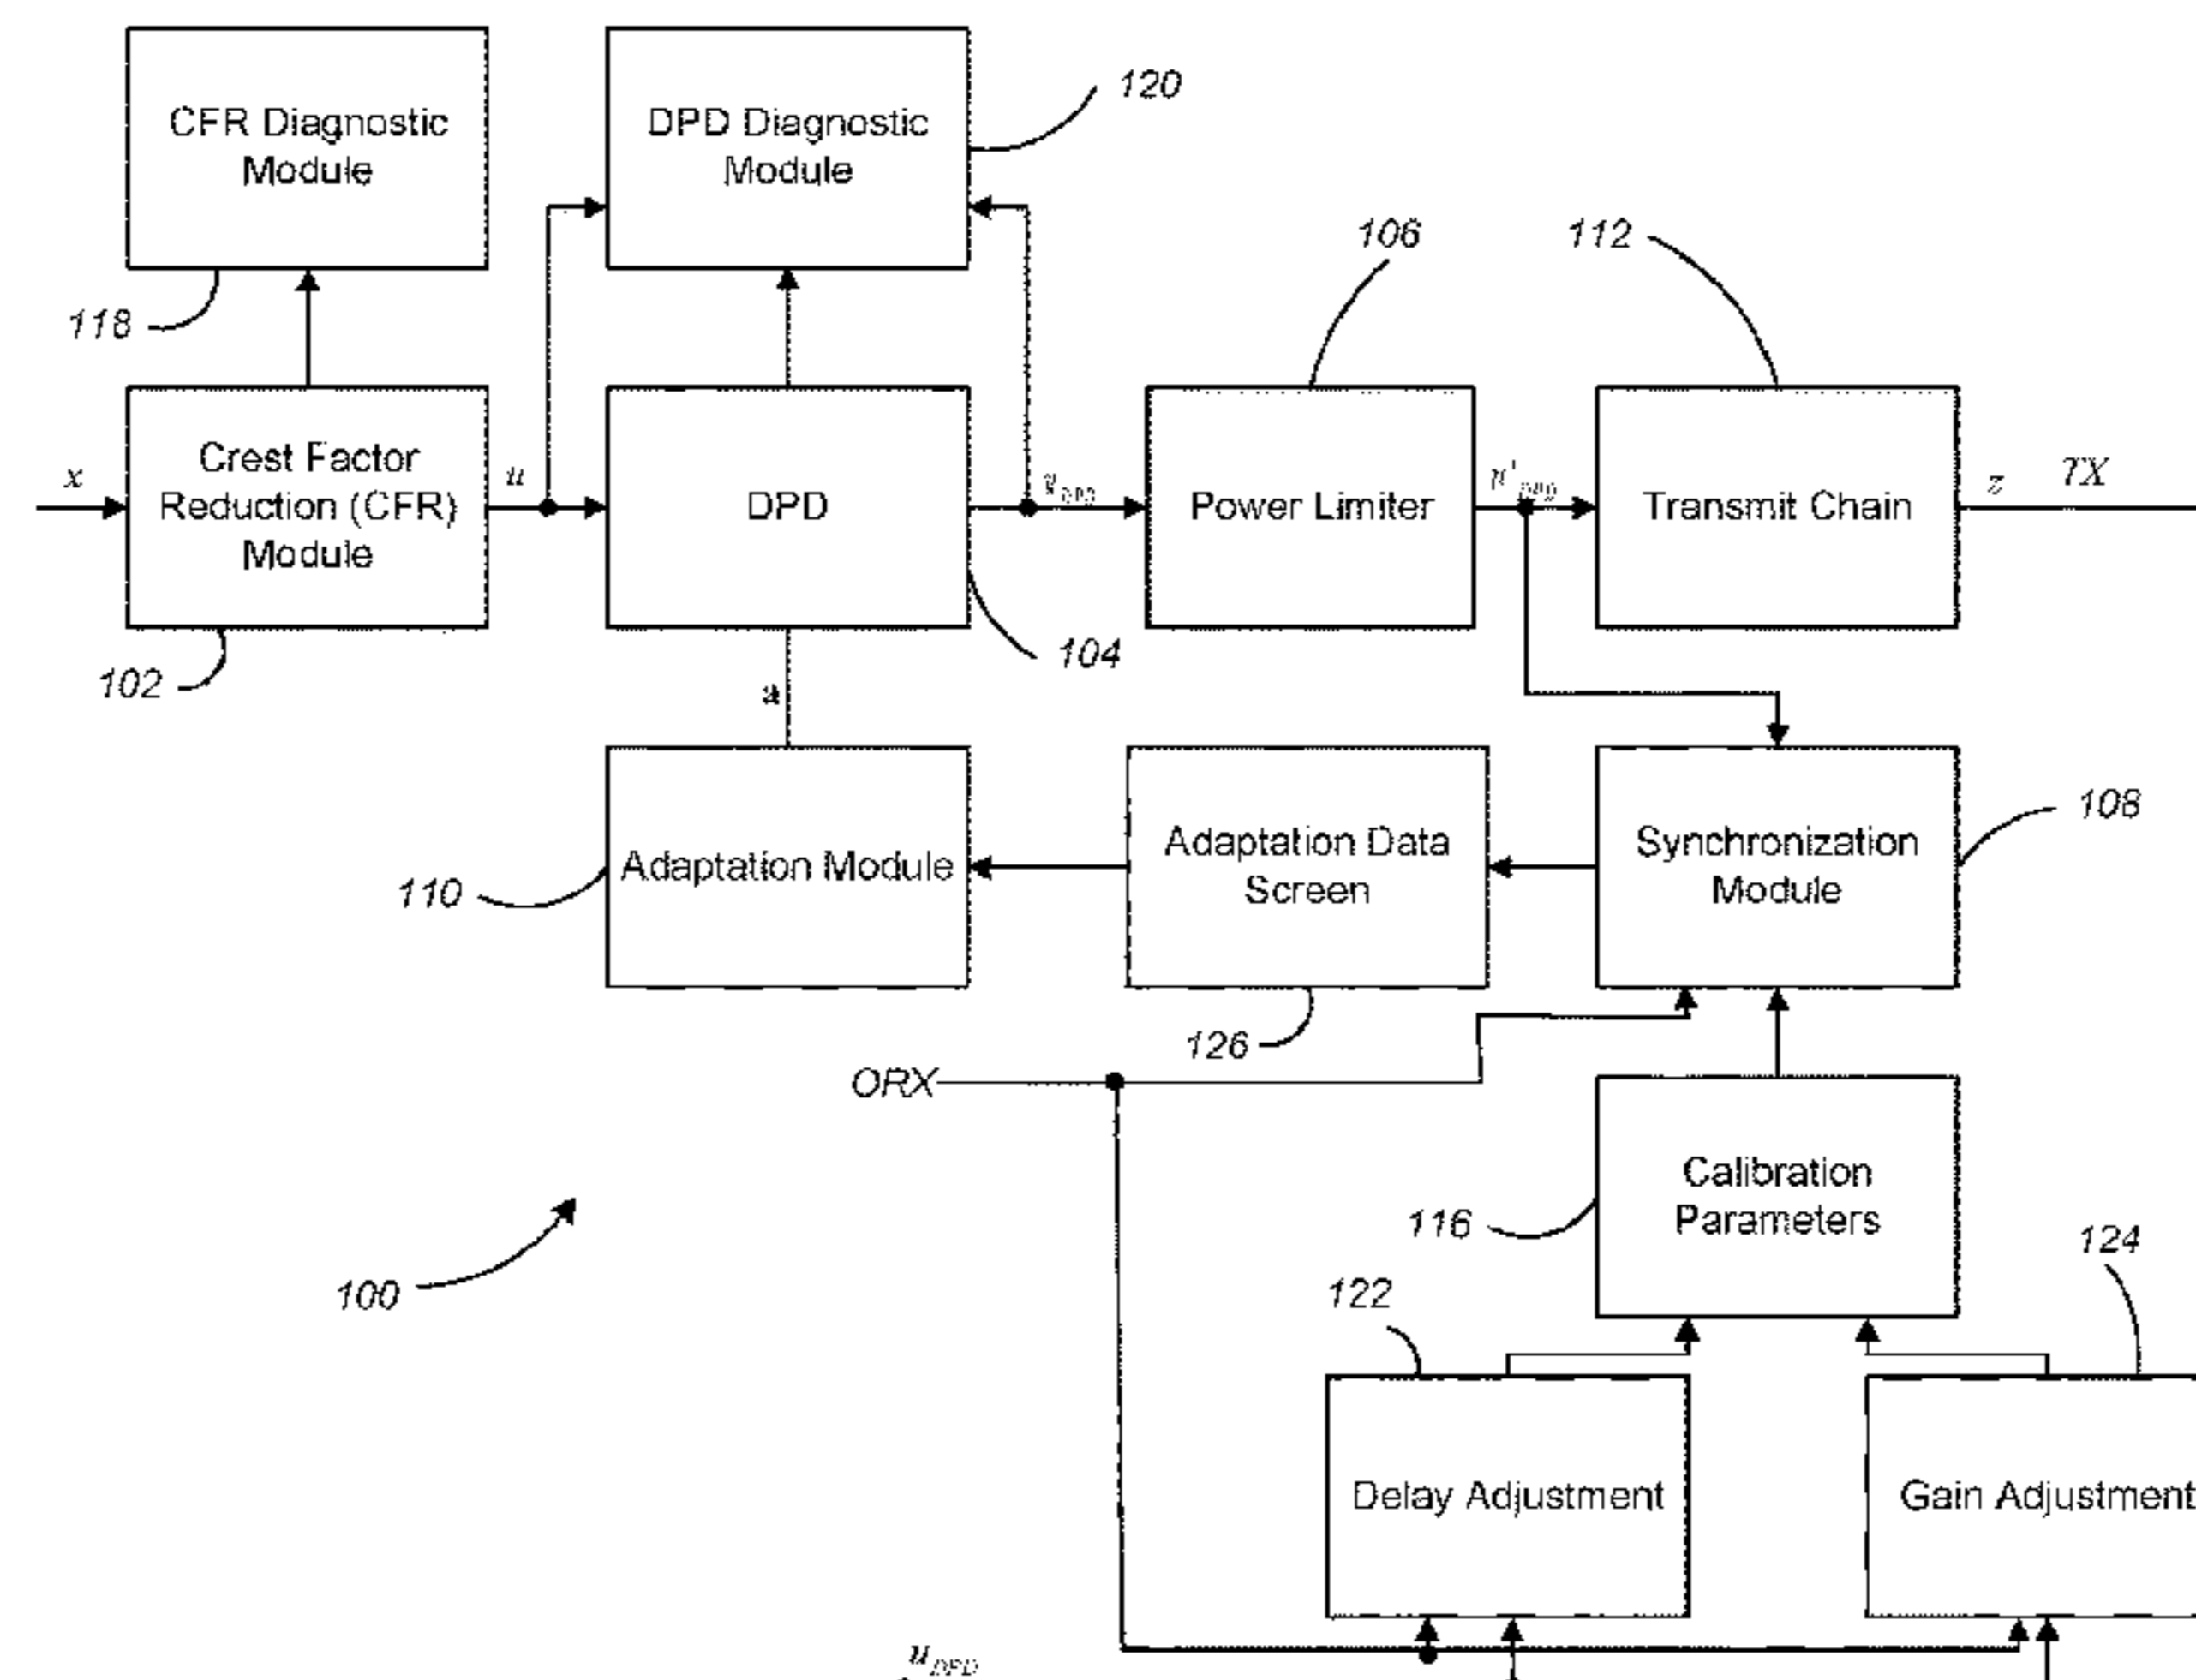 CFR Diagnostic
Module
DPD Diagnostic
Module
120
118
106
112
x
Crest Factor
Reduction (CFR)
Module
u
DPD
Power Limiter
Transmit Chain
z
TX
102
104
a
110
Adaptation Module
Adaptation Data
Screen
Synchronization
Module
108
126
ORX
Calibration
Parameters
116
100
122
124
Delay Adjustment
Gain Adjustment
u_DPD